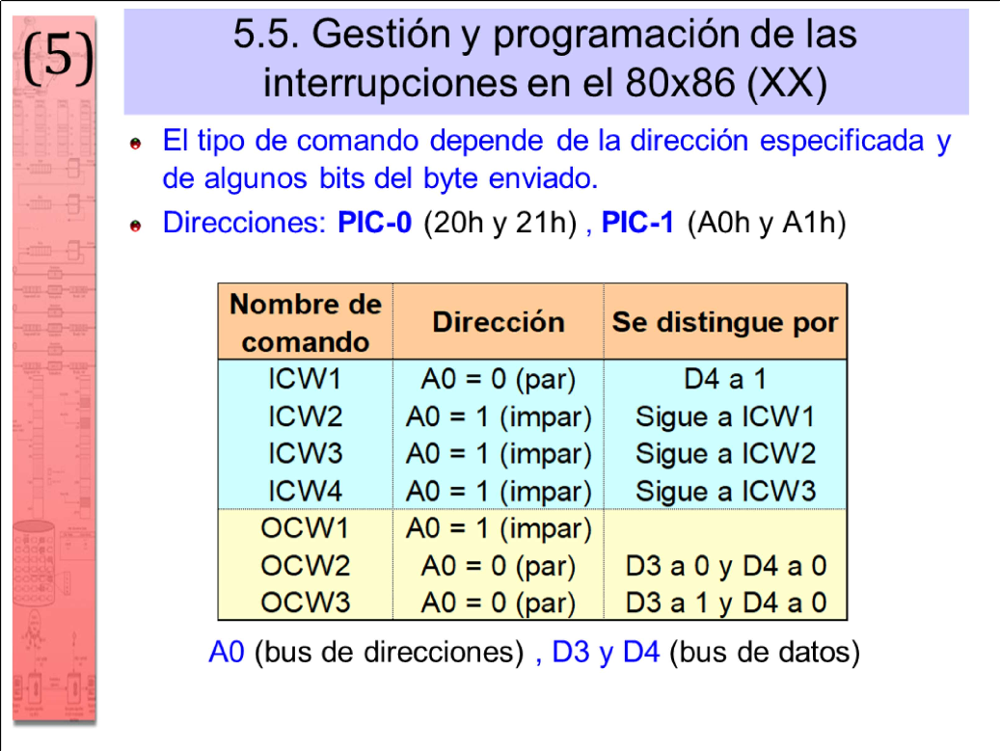 (5)
5.5. Gestión y programación de las
interrupciones en el 80x86 (XX)
El tipo de comando depende de la dirección especificada y
de algunos bits del byte enviado.
Direcciones: PIC-0 (20h y 21h) , PIC-1 (A0h y A1h)
Nombre de comando Dirección Se distingue por
ICW1 A0 = 0 (par) D4 a 1
ICW2 A0 = 1 (impar) Sigue a ICW1
ICW3 A0 = 1 (impar) Sigue a ICW2
ICW4 A0 = 1 (impar) Sigue a ICW3
OCW1 A0 = 1 (impar)
OCW2 A0 = 0 (par) D3 a 0 y D4 a 0
OCW3 A0 = 0 (par) D3 a 1 y D4 a 0
A0 (bus de direcciones) , D3 y D4 (bus de datos)